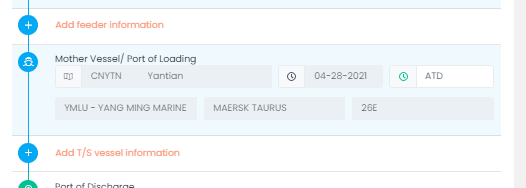 Add feeder information
Mother Vessel/ Port of Loading
CNYTN Yantian 04-28-2021 ATD
YMLU - YANG MING MARINE MAERSK TAURUS 26E
Add T/S vessel information
Port of Discharge